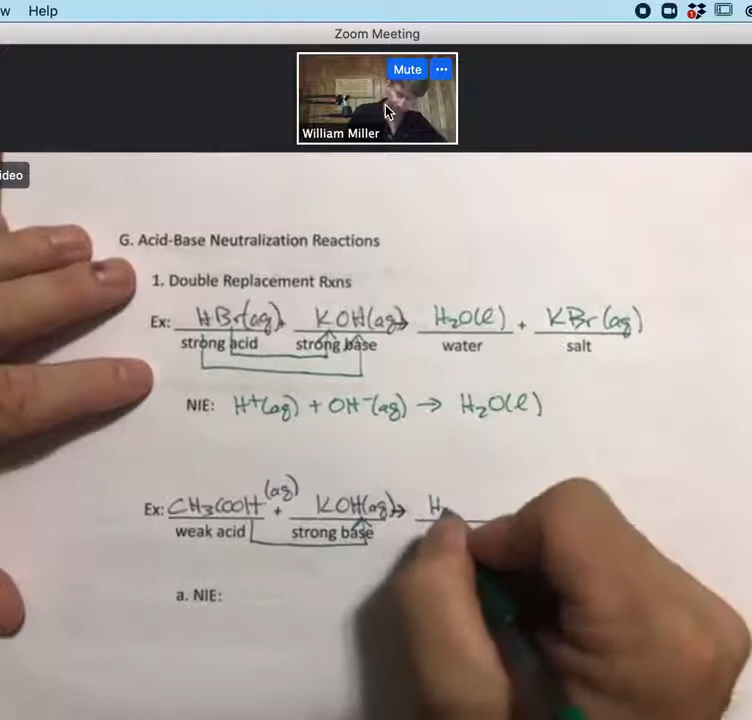 w Help
Zoom Meeting
Mute ...
William Miller
ideo
G. Acid-Base Neutralization Reactions
1. Double Replacement Rxns
Ex: HBr(aq) + KOH(aq) → H₂O(l) + KBr(aq)
strong acid strong base water salt
NIE: H⁺(aq) + OH⁻(aq) → H₂O(l)
Ex: CH₃COOH (aq) + KOH(aq) → H
weak acid strong base
a. NIE: